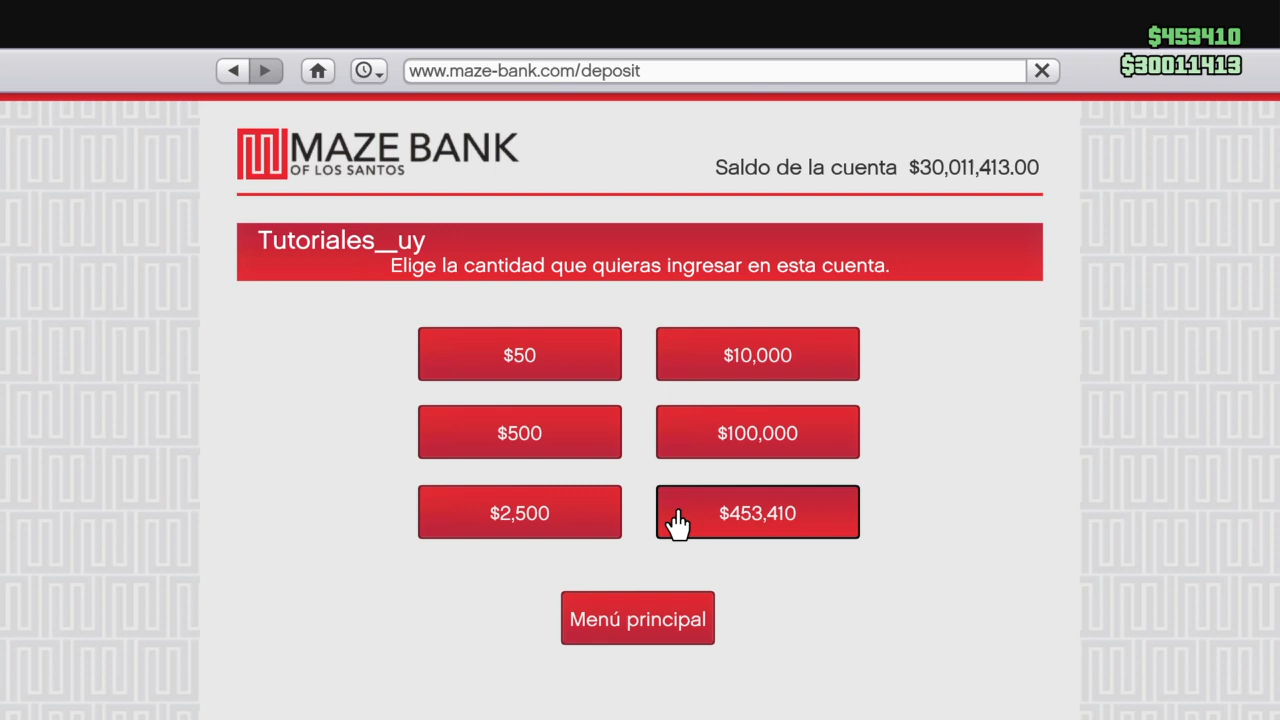 $453410
$30011413
www.maze-bank.com/deposit
MAZE BANK
OF LOS SANTOS
Saldo de la cuenta $30,011,413.00
Tutoriales__uy
Elige la cantidad que quieras ingresar en esta cuenta.
$50 $10,000
$500 $100,000
$2,500 $453,410
Menú principal